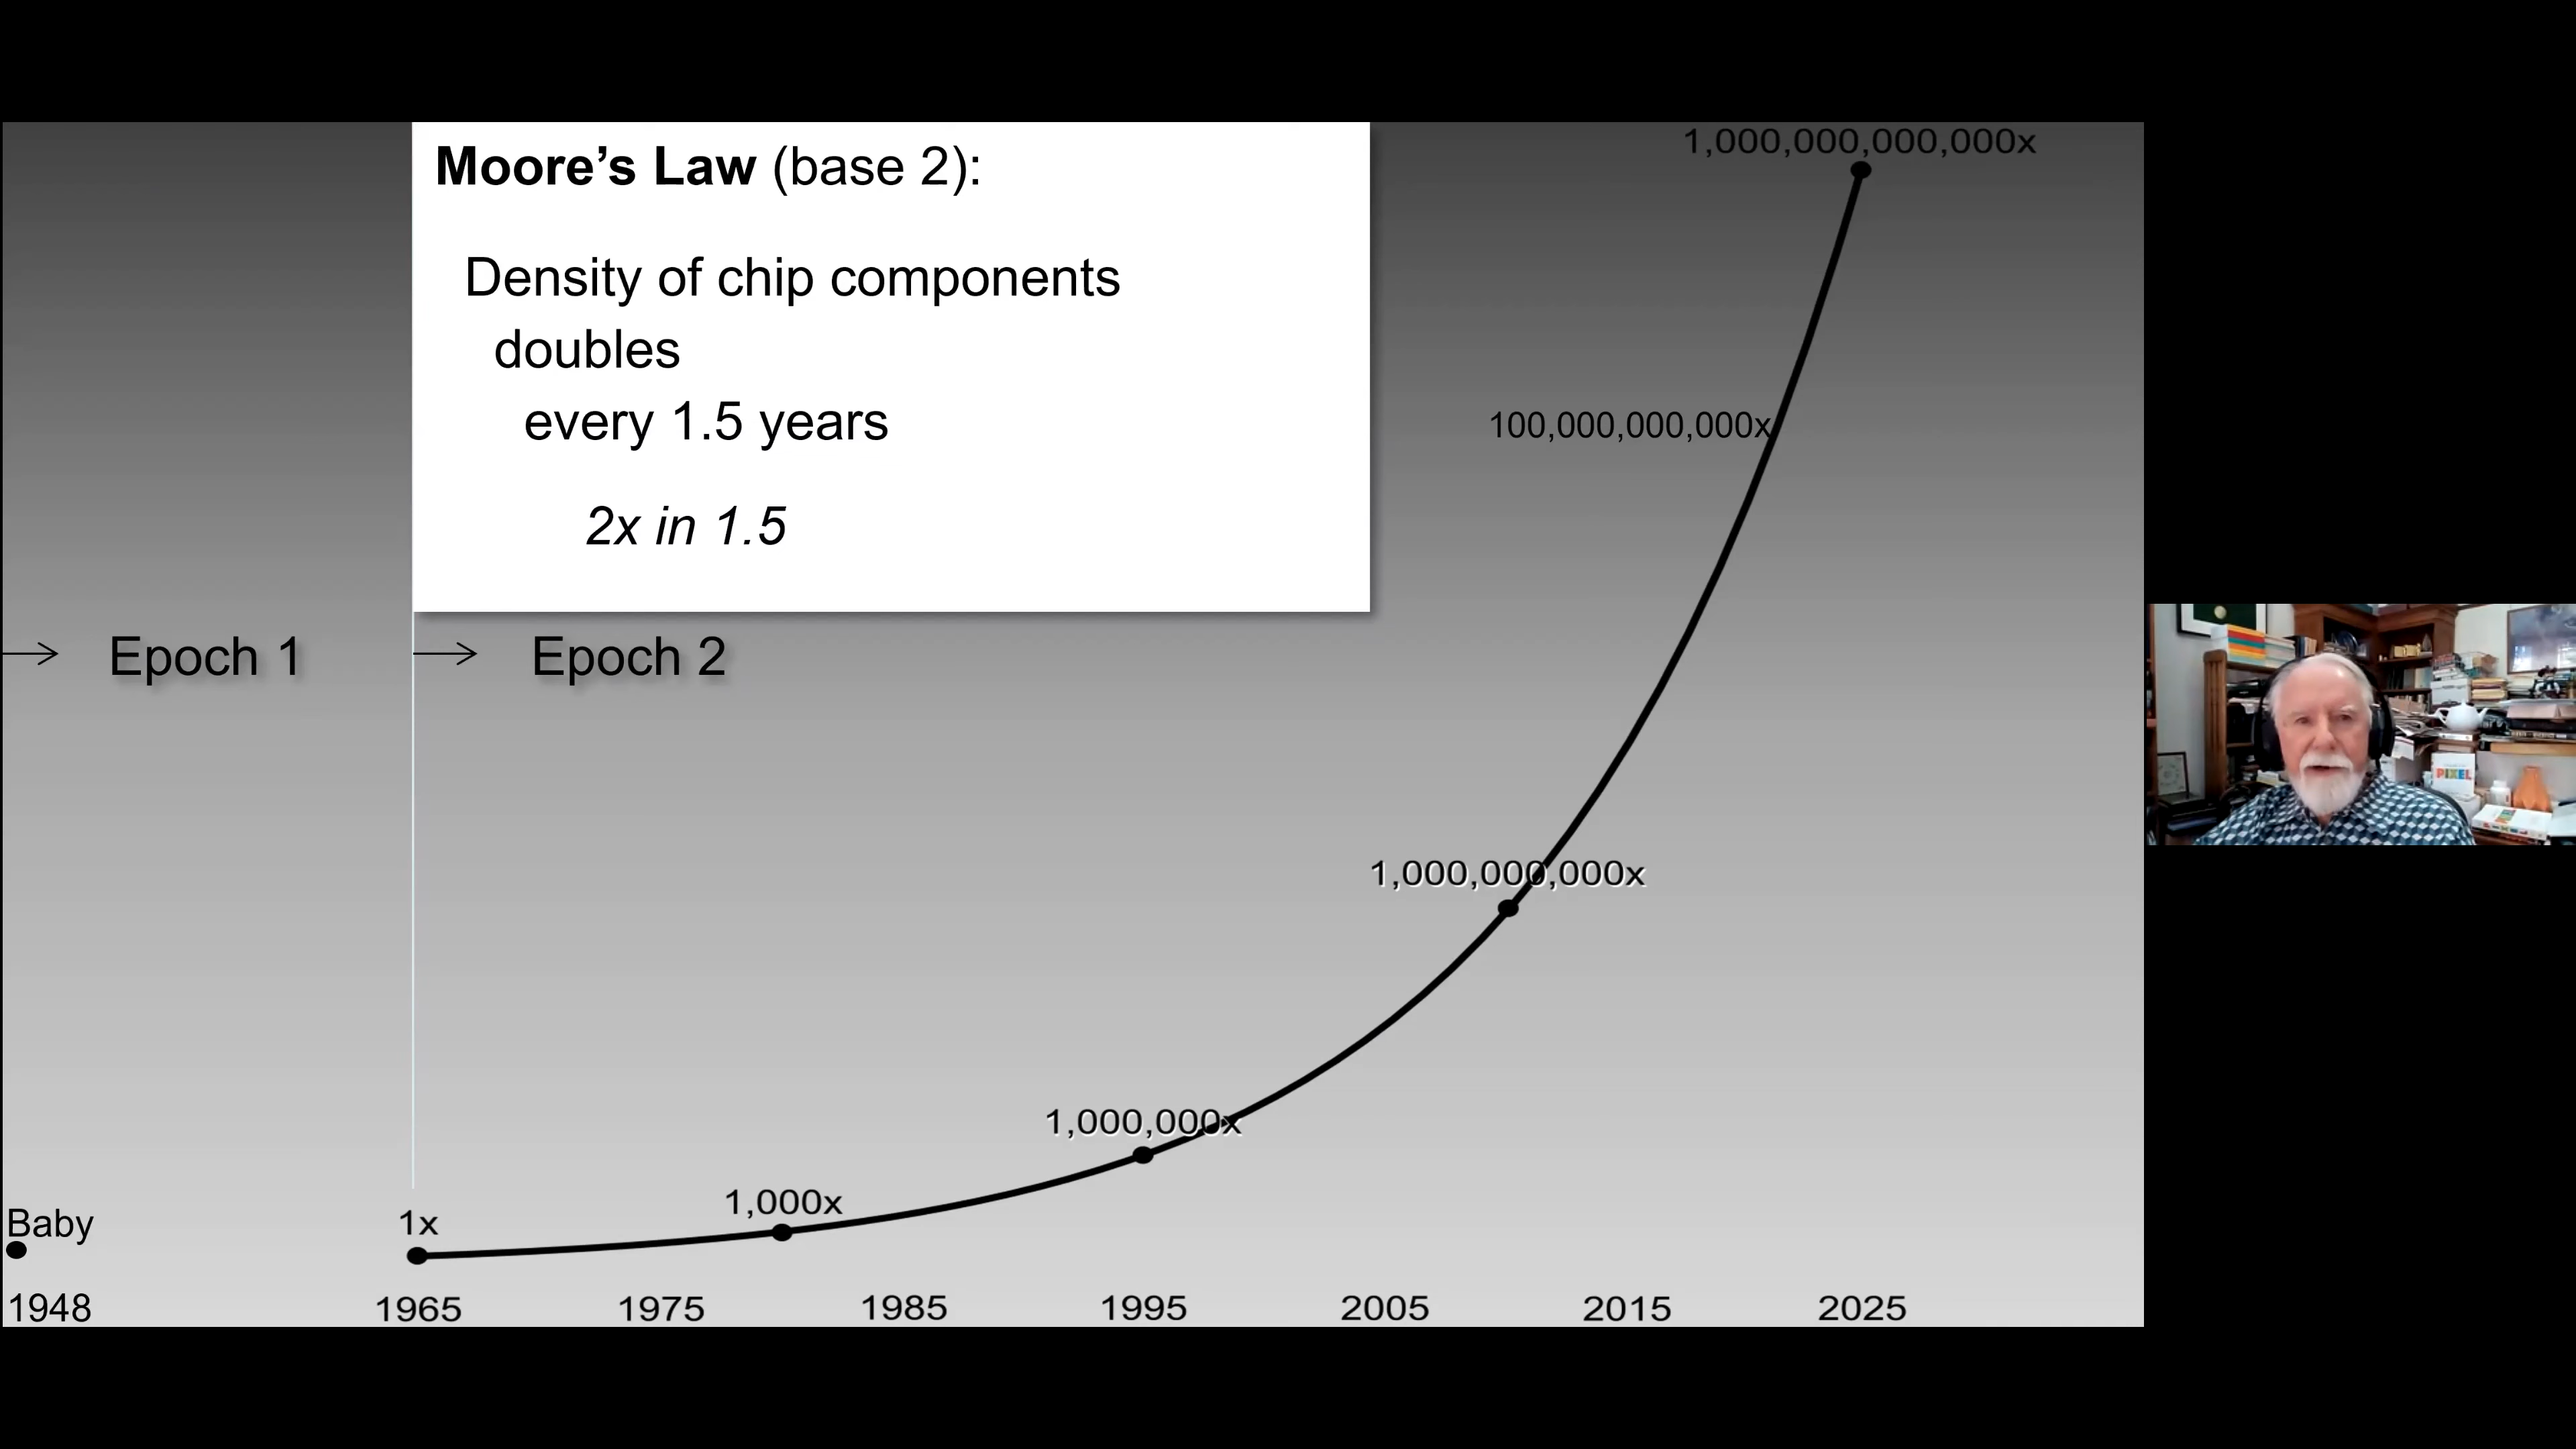 Moore's Law (base 2):
Density of chip components
doubles
every 1.5 years
2x in 1.5
Epoch 1
Epoch 2
1,000,000,000,000x
100,000,000,000x
1,000,000,000x
1,000,000x
1,000x
1x
Baby
1948
1965
1975
1985
1995
2005
2015
2025
PIXEL